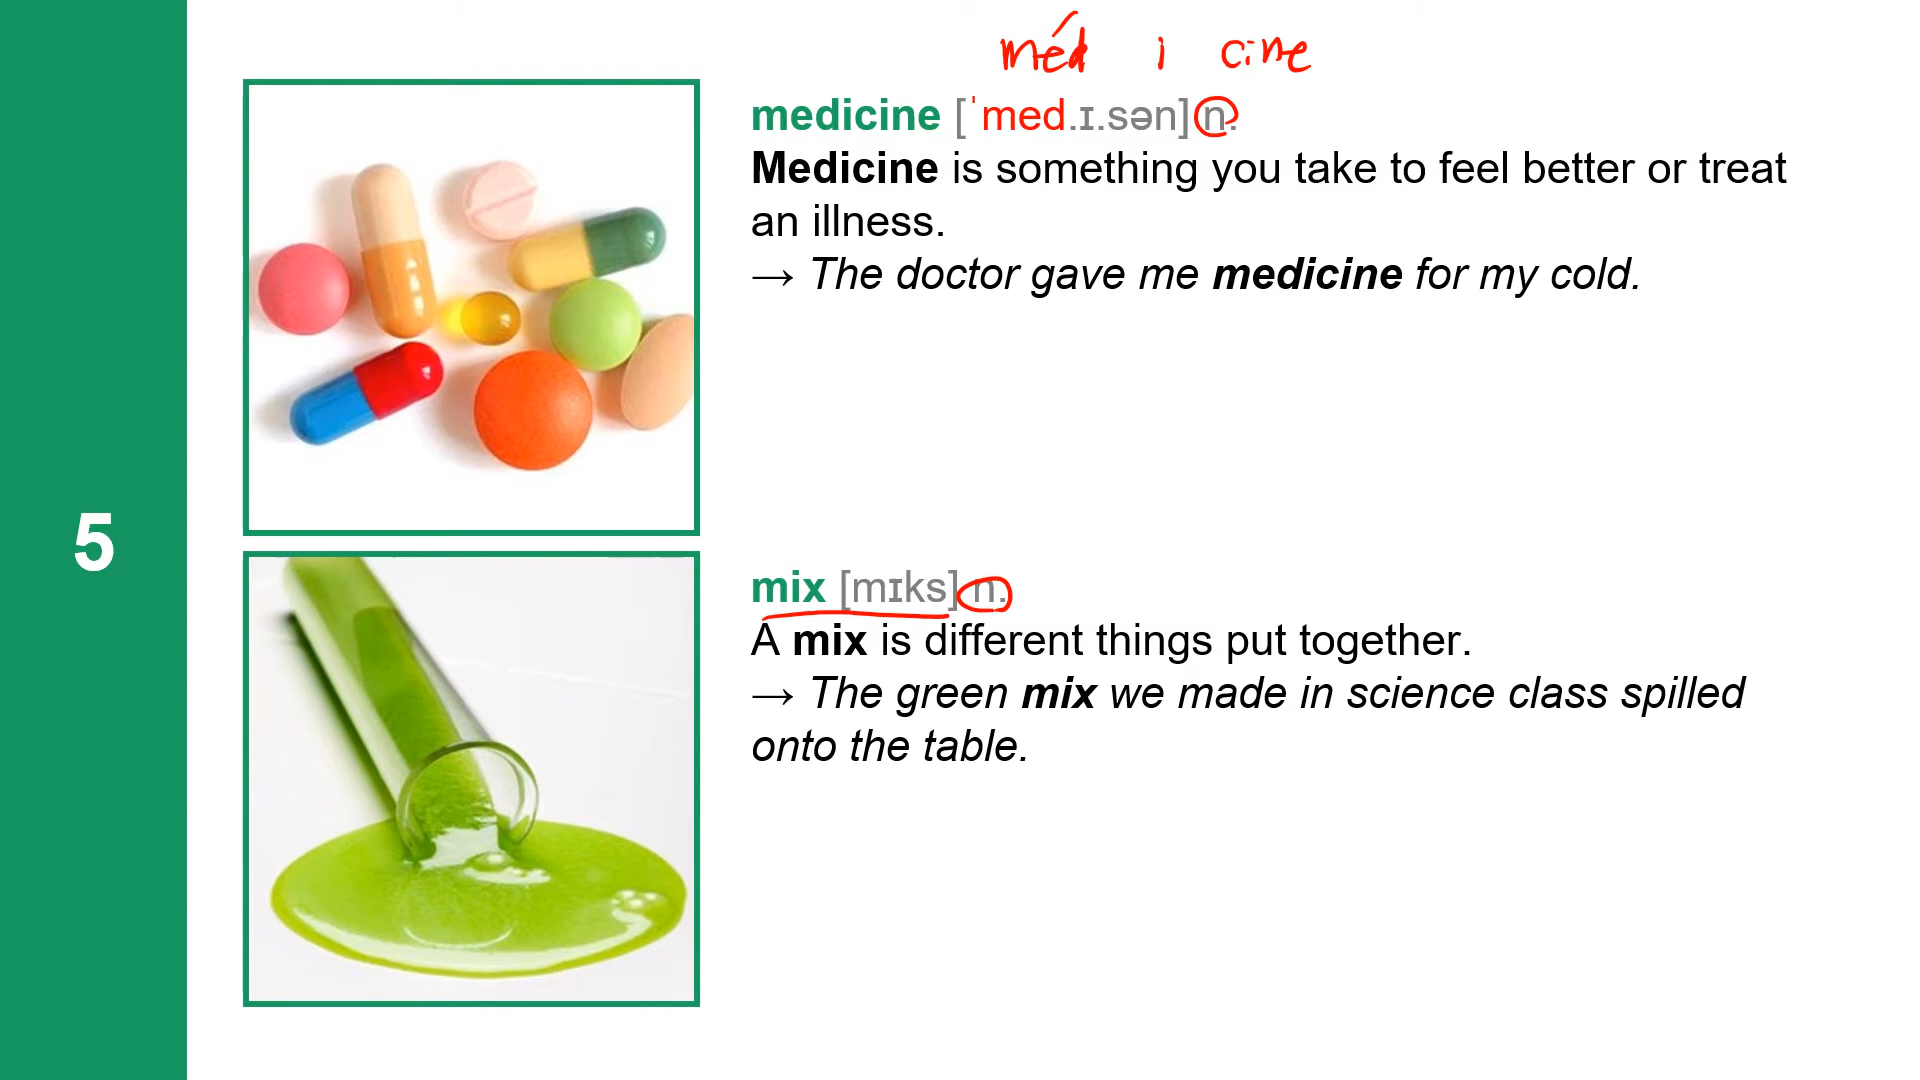 méd i cine
medicine [ˈmed.ɪ.sən] n.
Medicine is something you take to feel better or treat
an illness.
→ The doctor gave me medicine for my cold.
5
mix [mɪks] n.
A mix is different things put together.
→ The green mix we made in science class spilled
onto the table.